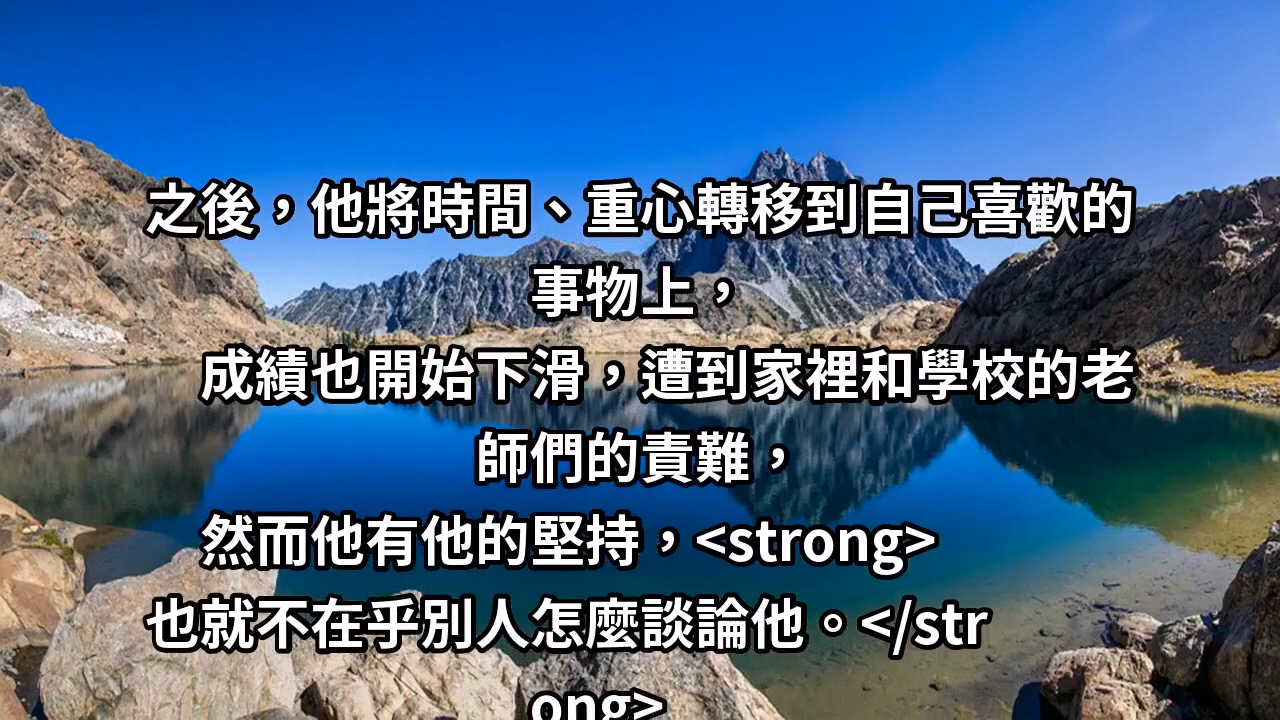 之後，他將時間、重心轉移到自己喜歡的
事物上，
成績也開始下滑，遭到家裡和學校的老
師們的責難，
然而他有他的堅持，<strong>
也就不在乎別人怎麼談論他。</str
ong>